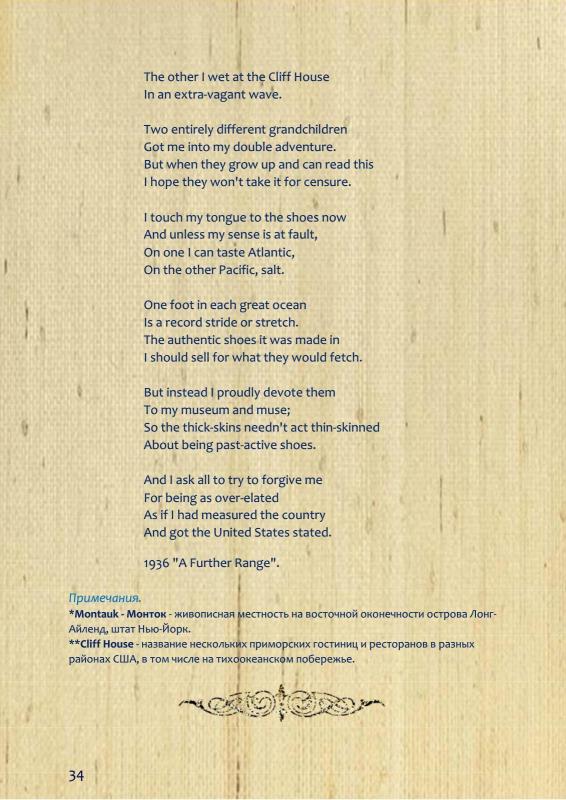 The other I wet at the Cliff House
In an extra-vagant wave.
Two entirely different grandchildren
Got me into my double adventure.
But when they grow up and can read this
I hope they won't take it for censure.
I touch my tongue to the shoes now
And unless my sense is at fault,
On one I can taste Atlantic,
On the other Pacific, salt.
One foot in each great ocean
Is a record stride or stretch.
The authentic shoes it was made in
I should sell for what they would fetch.
But instead I proudly devote them
To my museum and muse;
So the thick-skins needn't act thin-skinned
About being past-active shoes.
And I ask all to try to forgive me
For being as over-elated
As if I had measured the country
And got the United States stated.
1936 "A Further Range".
Примечания.
*Montauk - Монток - живописная местность на восточной оконечности острова Лонг-
Айленд, штат Нью-Йорк.
**Cliff House - название нескольких приморских гостиниц и ресторанов в разных
районах США, в том числе на тихоокеанском побережье.
34